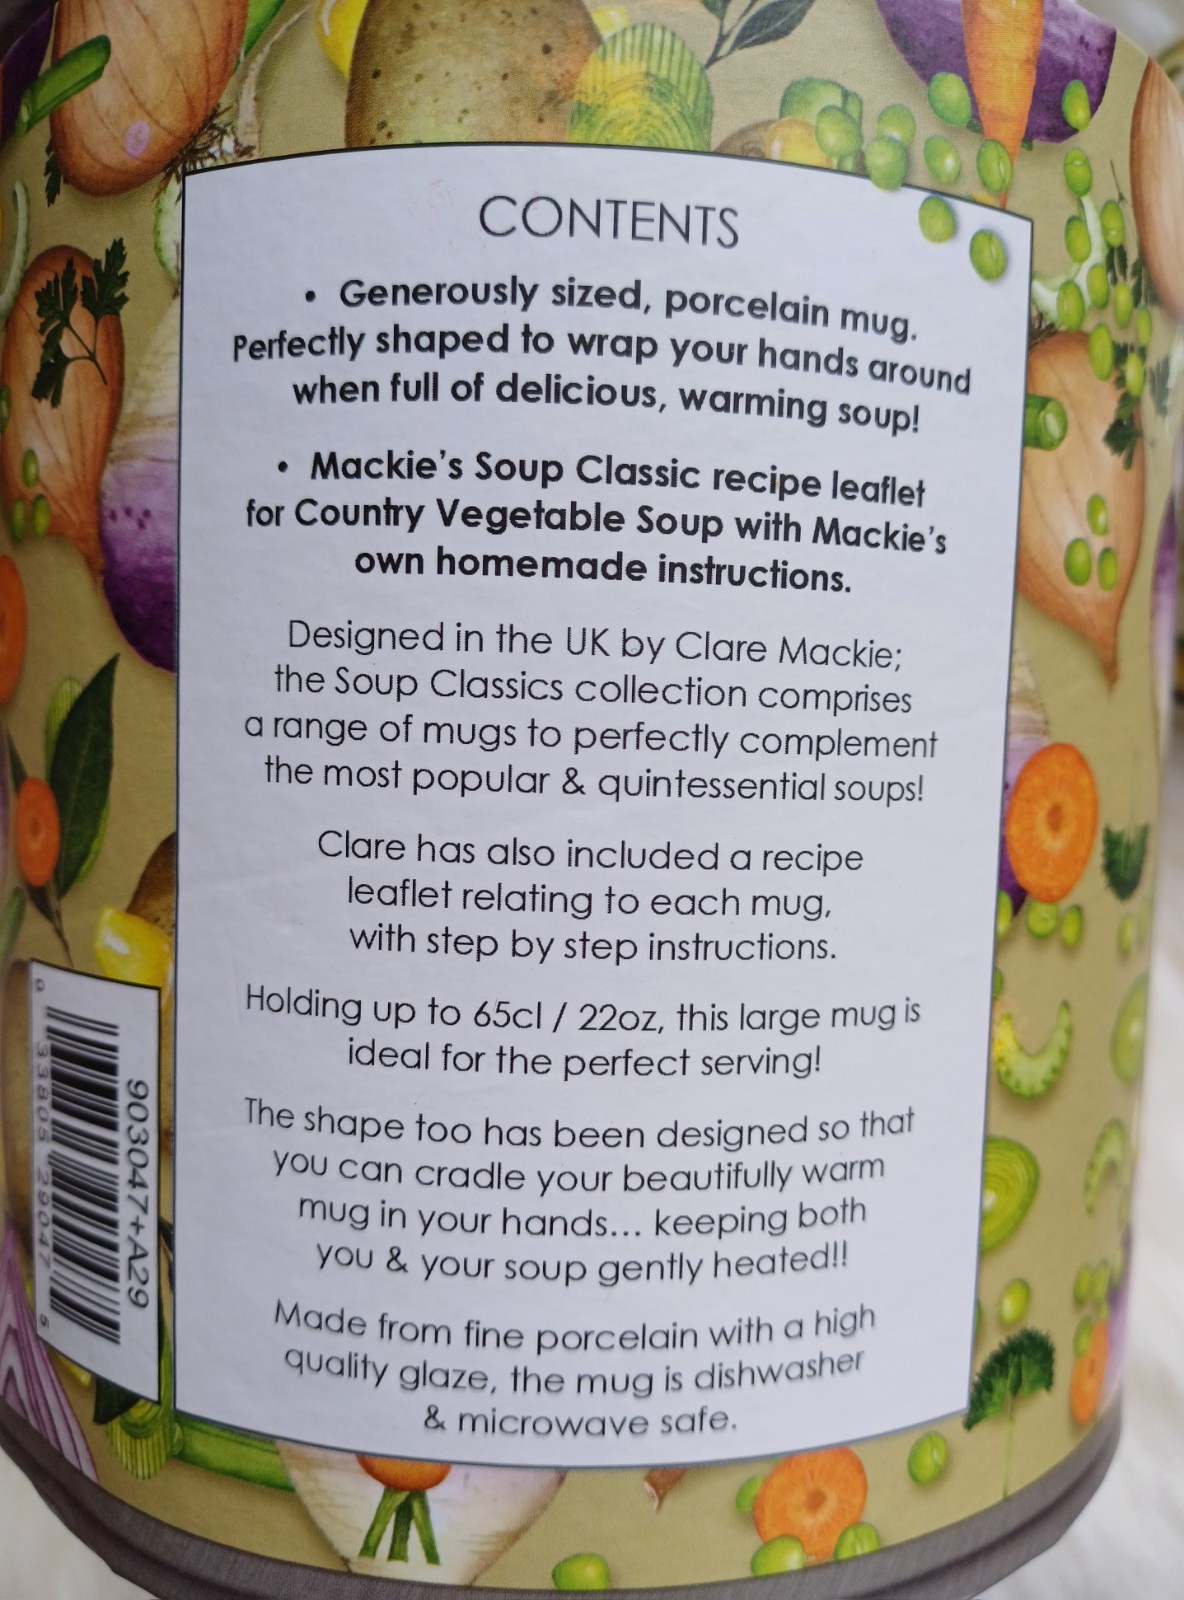 CONTENTS
• Generously sized, porcelain mug.
Perfectly shaped to wrap your hands around
when full of delicious, warming soup!
• Mackie's Soup Classic recipe leaflet
for Country Vegetable Soup with Mackie's
own homemade instructions.
Designed in the UK by Clare Mackie;
the Soup Classics collection comprises
a range of mugs to perfectly complement
the most popular & quintessential soups!
Clare has also included a recipe
leaflet relating to each mug,
with step by step instructions.
Holding up to 65cl / 22oz, this large mug is
ideal for the perfect serving!
The shape too has been designed so that
you can cradle your beautifully warm
mug in your hands... keeping both
you & your soup gently heated!!
Made from fine porcelain with a high
quality glaze, the mug is dishwasher
& microwave safe.
903047+A29
0 33805 29047 5